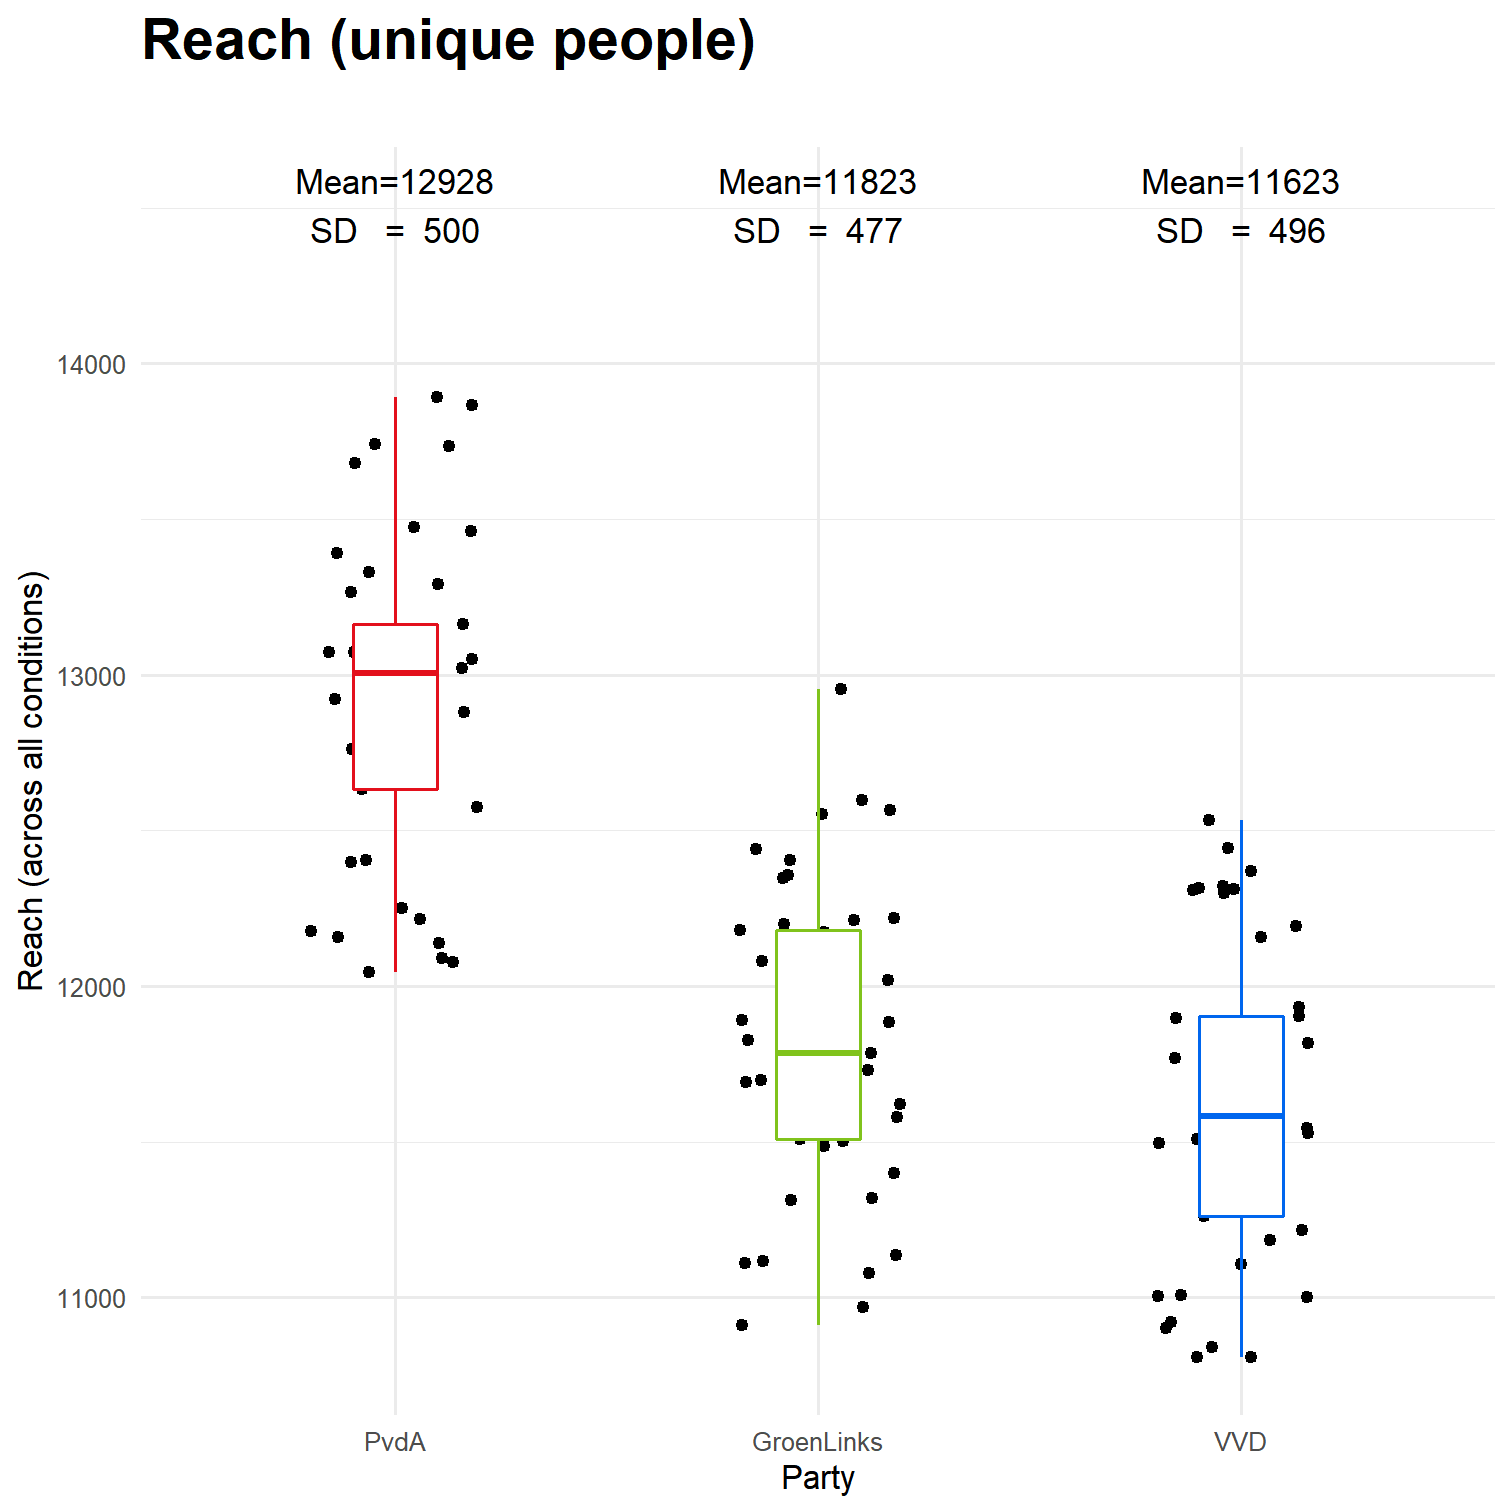 Reach (unique people)
Mean=12928
SD = 500
Mean=11823
SD = 477
Mean=11623
SD = 496
Reach (across all conditions)
14000
13000
12000
11000
PvdA
GroenLinks
VVD
Party